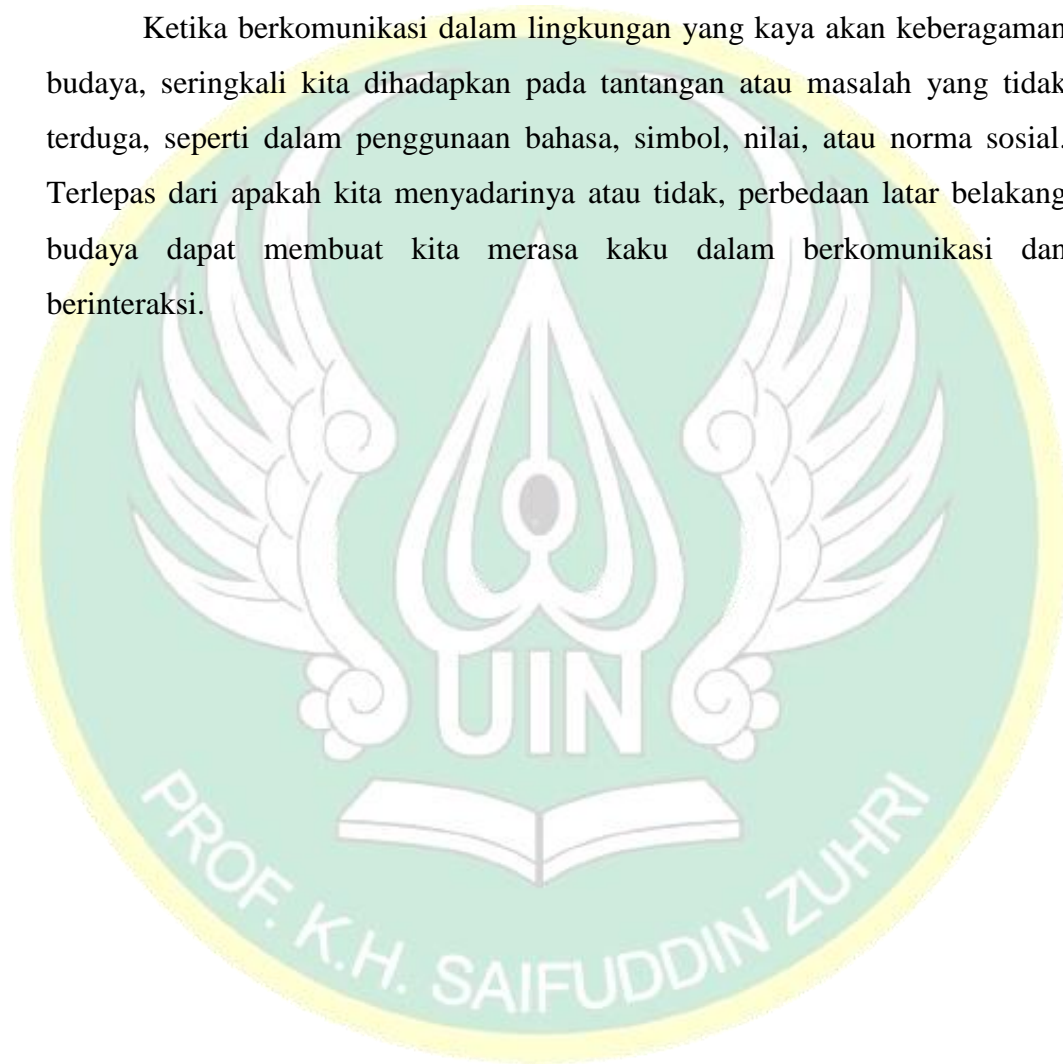 Ketika berkomunikasi dalam lingkungan yang kaya akan keberagaman
budaya, seringkali kita dihadapkan pada tantangan atau masalah yang tidak
terduga, seperti dalam penggunaan bahasa, simbol, nilai, atau norma sosial.
Terlepas dari apakah kita menyadarinya atau tidak, perbedaan latar belakang
budaya dapat membuat kita merasa kaku dalam berkomunikasi dan
berinteraksi.
UIN
PROF. K.H. SAIFUDDIN ZUHRI